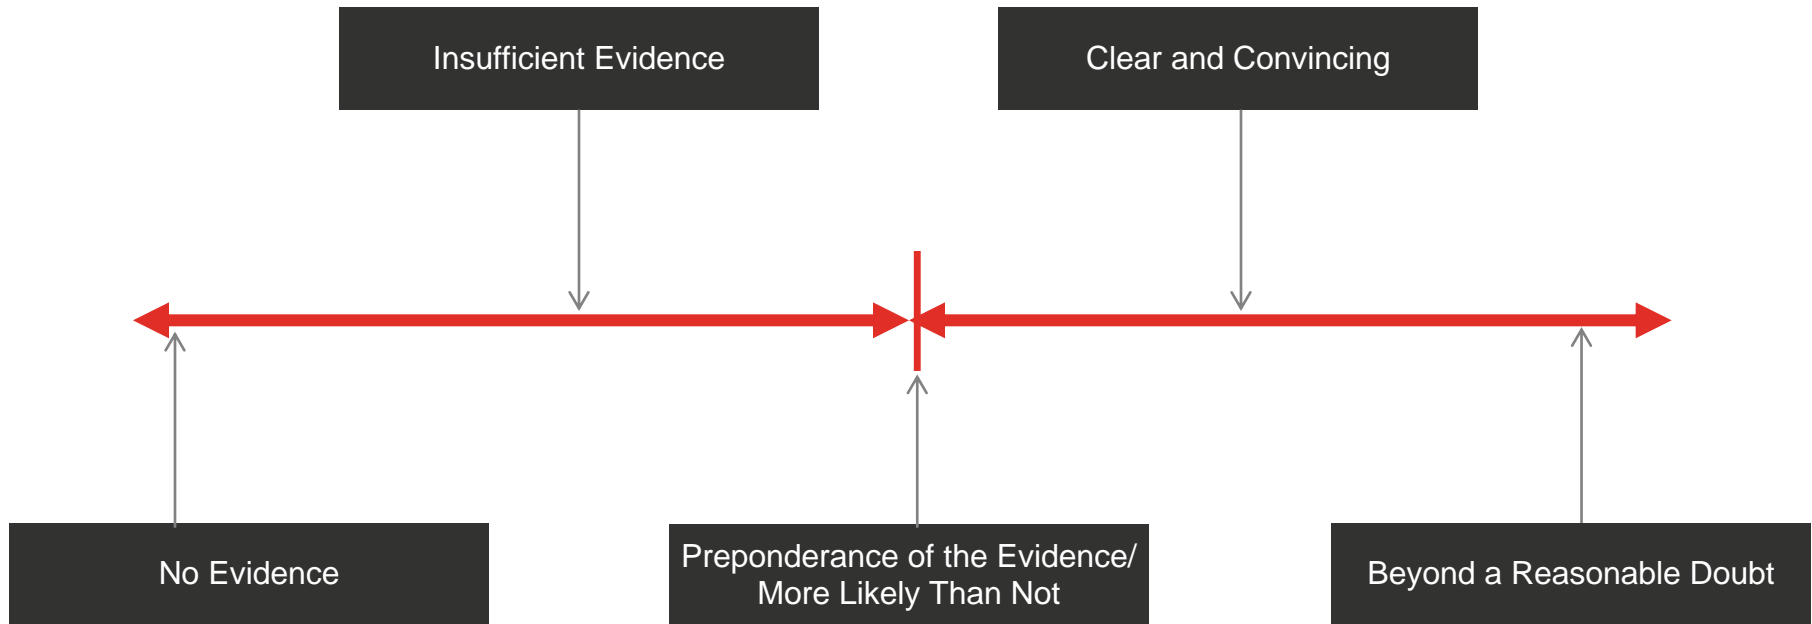 Insufficient Evidence
Clear and Convincing
No Evidence
Preponderance of the Evidence/
More Likely Than Not
Beyond a Reasonable Doubt